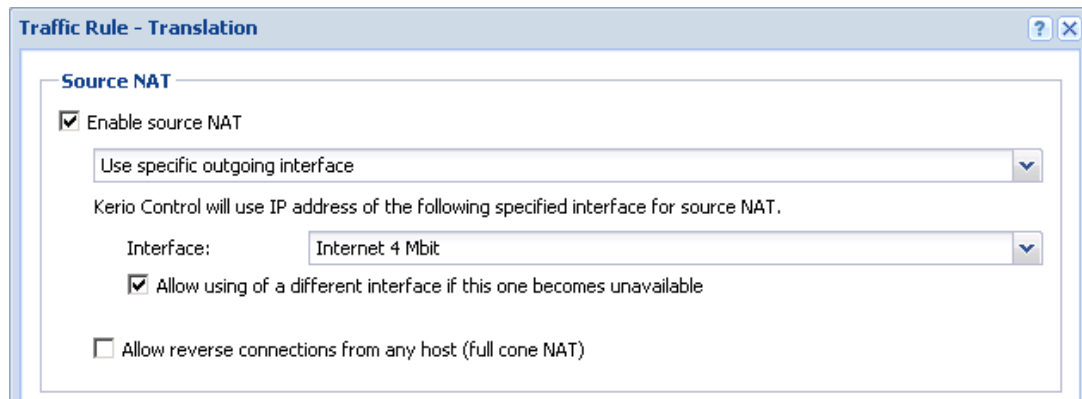 Traffic Rule - Translation
Source NAT
Enable source NAT
Use specific outgoing interface
Kerio Control will use IP address of the following specified interface for source NAT.
Interface: Internet 4 Mbit
Allow using of a different interface if this one becomes unavailable
Allow reverse connections from any host (full cone NAT)